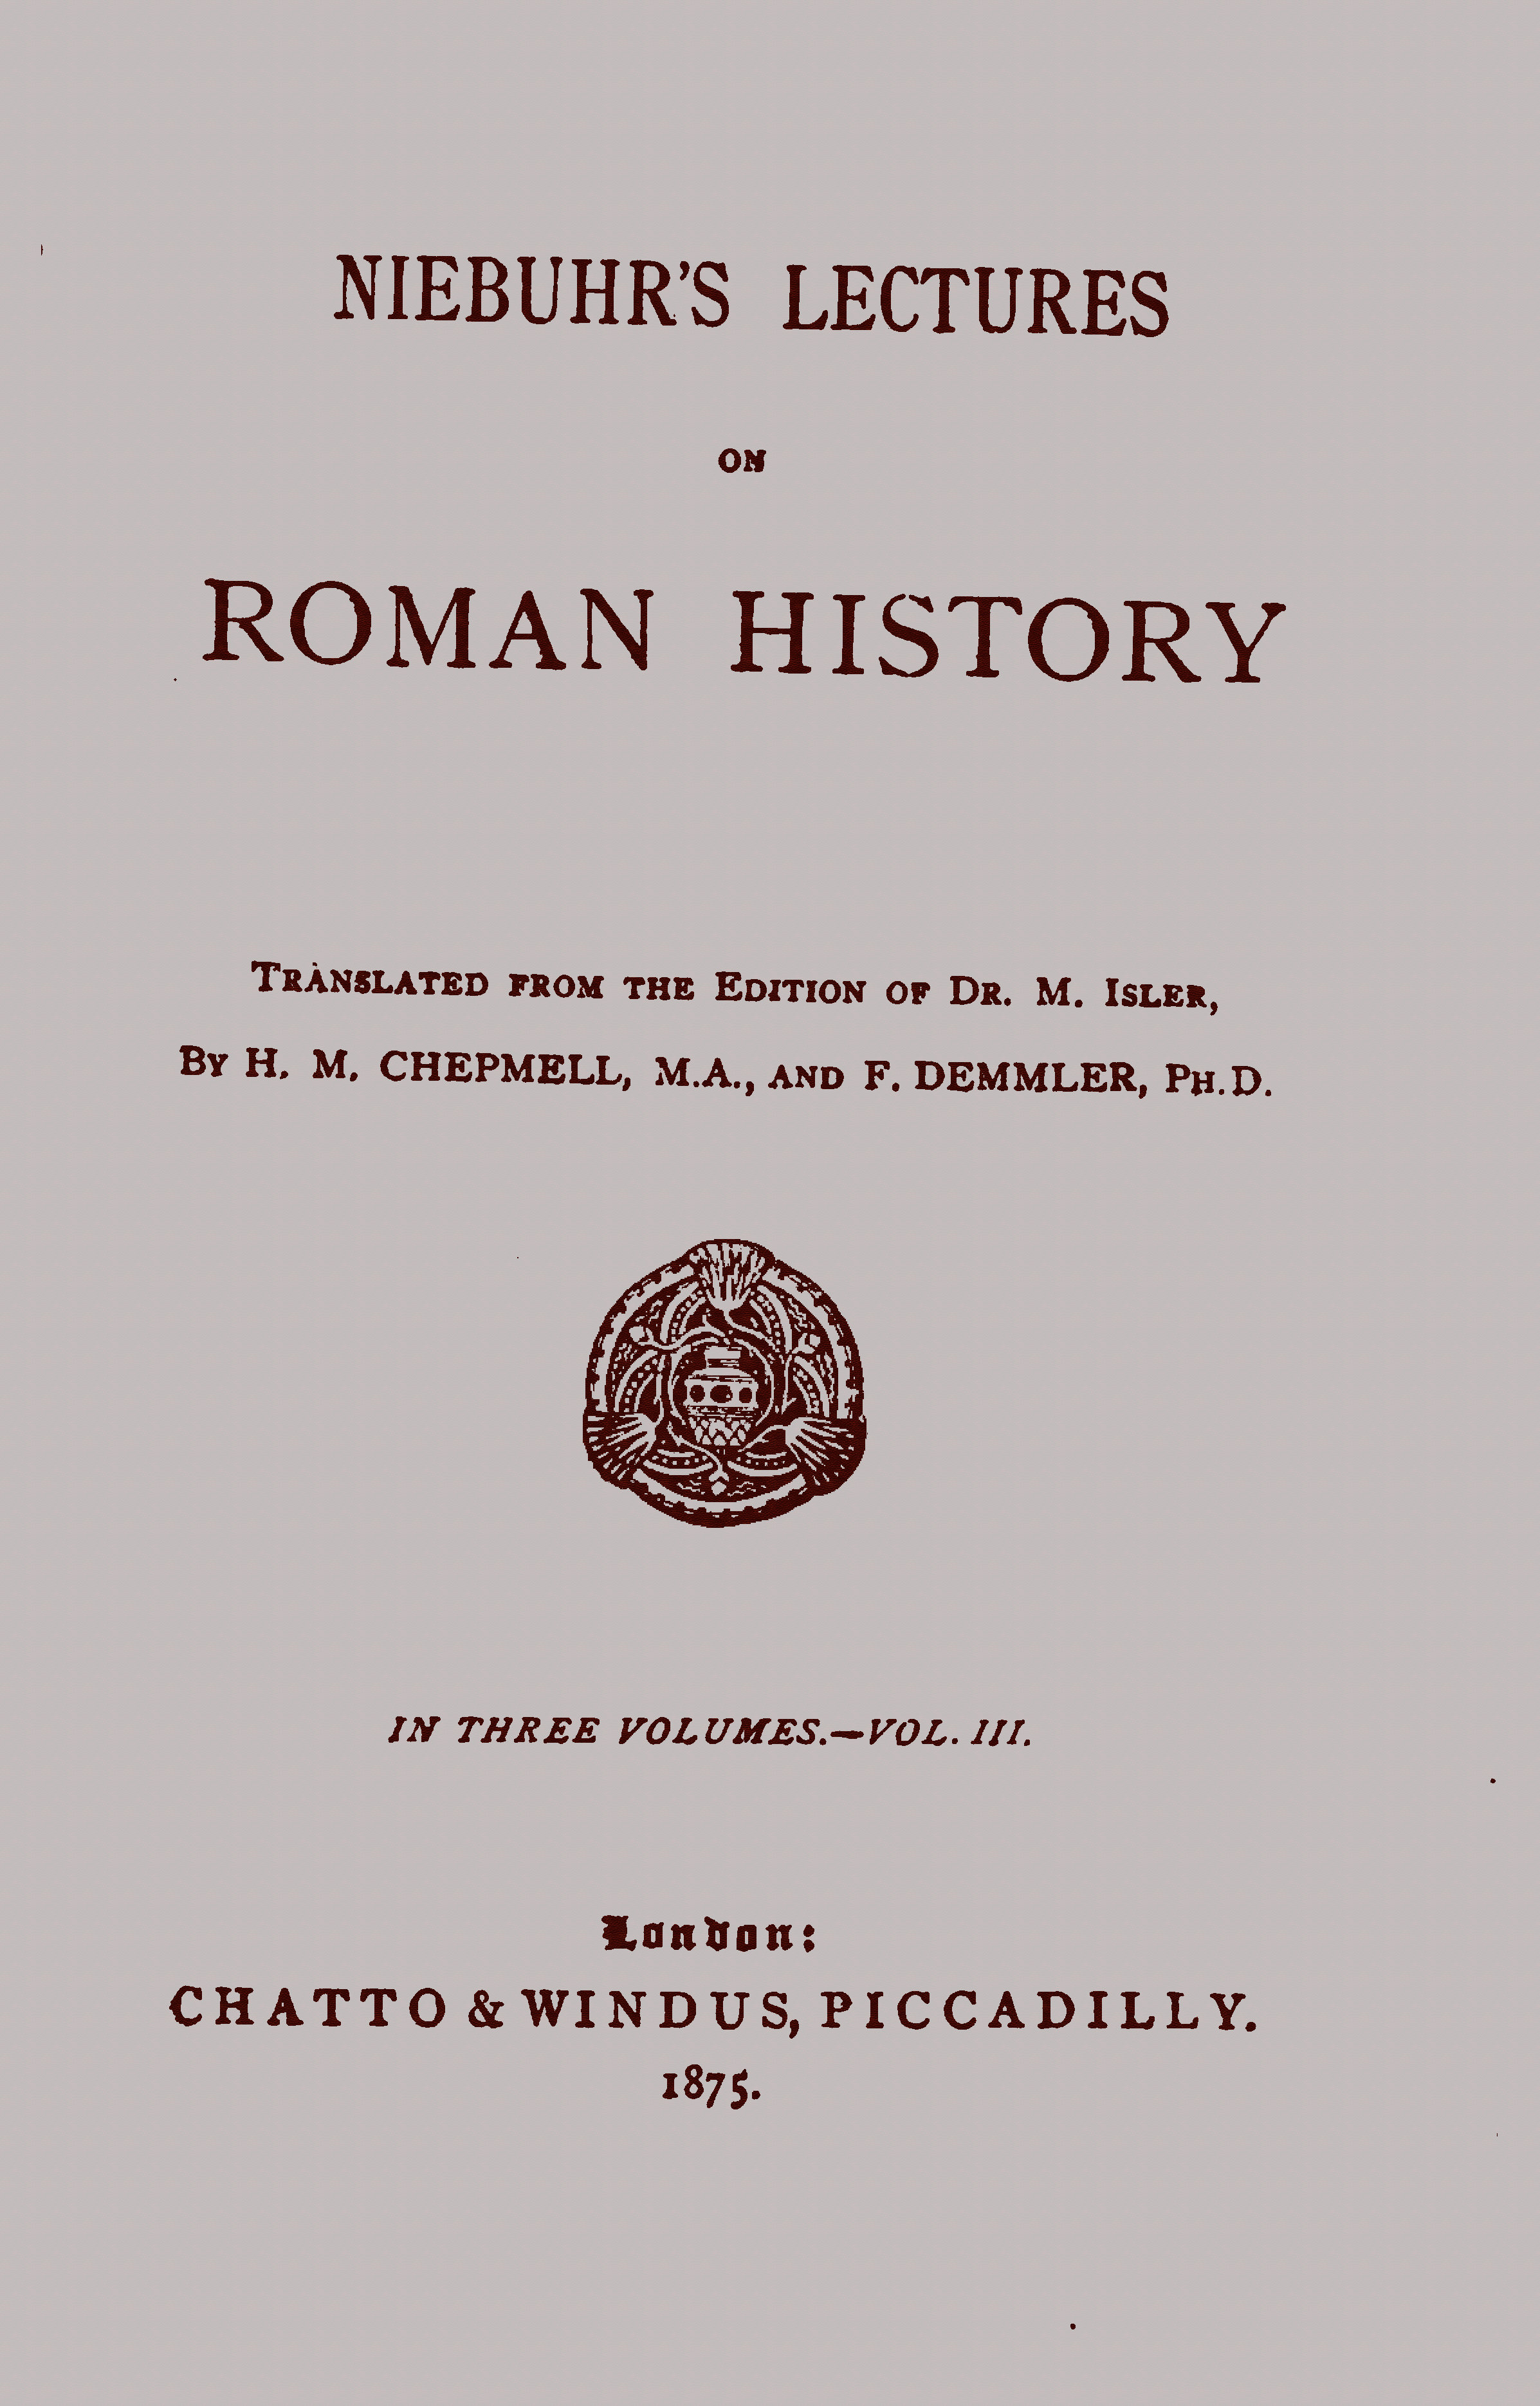 NIEBUHR'S LECTURES
ON
ROMAN HISTORY
TRANSLATED FROM THE EDITION OF DR. M. ISLER,
BY H. M. CHEPMELL, M.A., AND F. DEMMLER, PH.D.
IN THREE VOLUMES.—VOL. III.
London:
CHATTO & WINDUS, PICCADILLY.
1875.